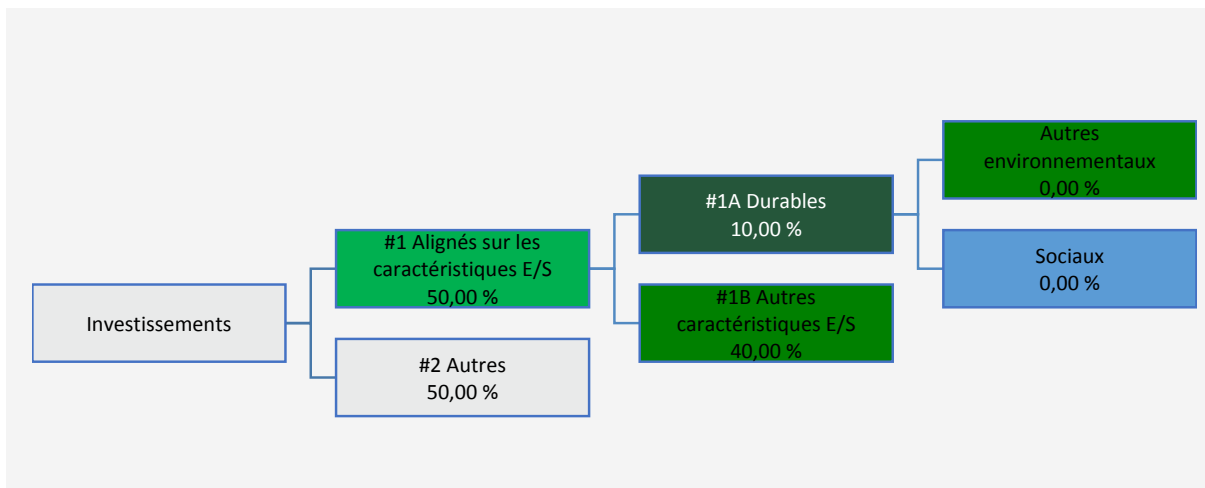 Investissements
#1 Alignés sur les
caractéristiques E/S
50,00 %
#2 Autres
50,00 %
#1A Durables
10,00 %
#1B Autres
caractéristiques E/S
40,00 %
Autres
environnementaux
0,00 %
Sociaux
0,00 %